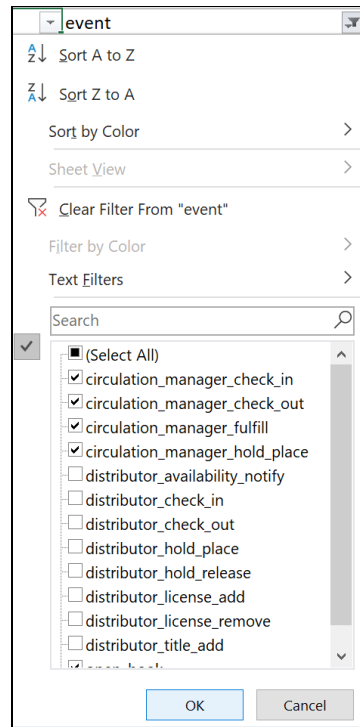 event
Sort A to Z
Sort Z to A
Sort by Color
Sheet View
Clear Filter From "event"
Filter by Color
Text Filters
Search
(Select All)
circulation_manager_check_in
circulation_manager_check_out
circulation_manager_fulfill
circulation_manager_hold_place
distributor_availability_notify
distributor_check_in
distributor_check_out
distributor_hold_place
distributor_hold_release
distributor_license_add
distributor_license_remove
distributor_title_add
open_book
OK
Cancel